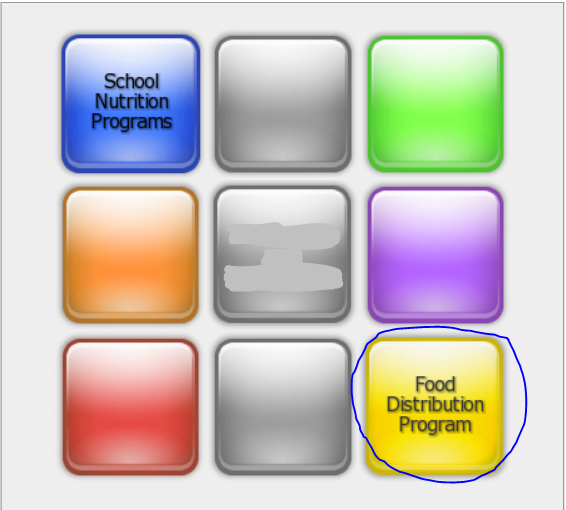 School
Nutrition
Programs
Food
Distribution
Program